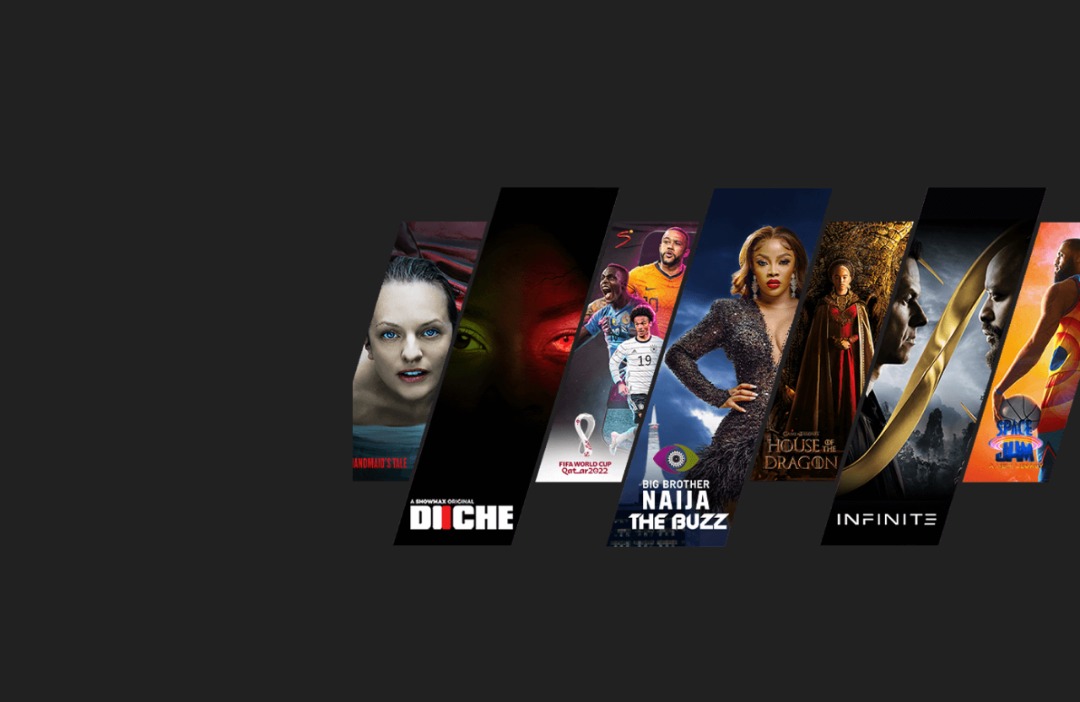 ANDMAID'S TALE
A SHOWMAX ORIGINAL
DIICHE
19
FIFA WORLD CUP
Qatar2022
BIG BROTHER
NAIJA
THE BUZZ
HOUSE OF THE
DRAGON
INFINITE
SPACE
JAM